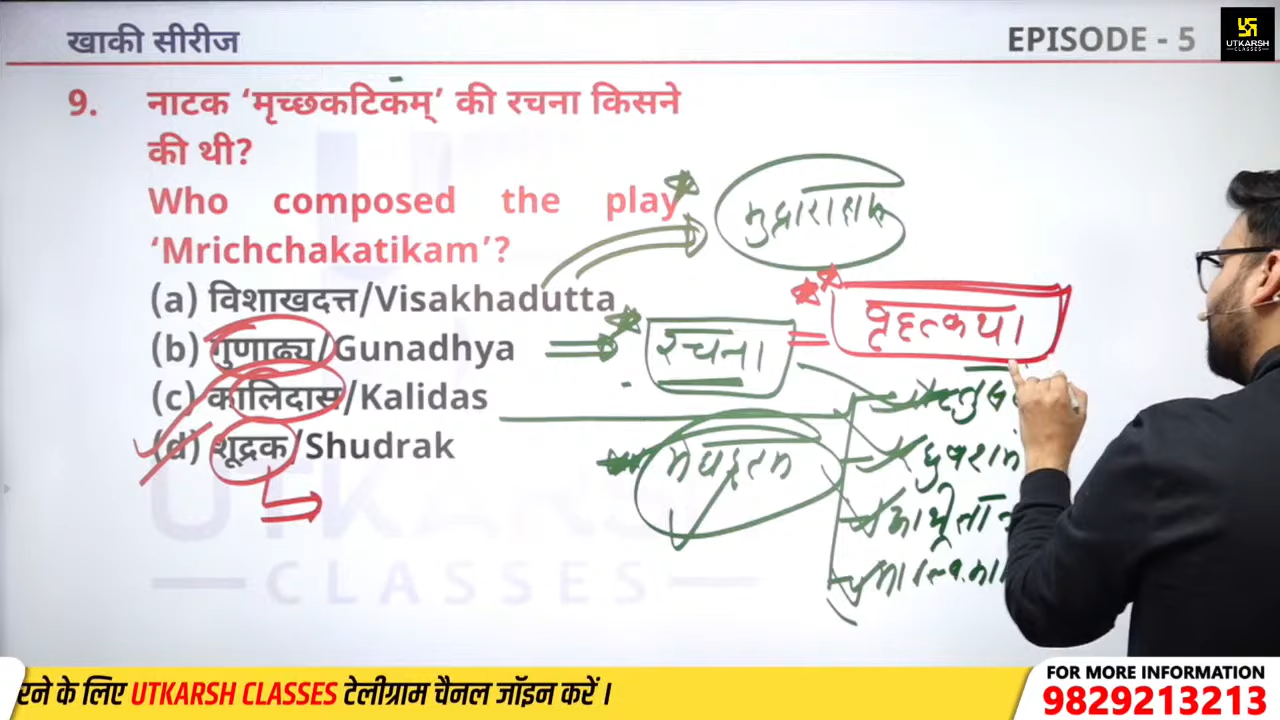 खाकी सीरीज
EPISODE - 5
UTKARSH
CLASSES
9. नाटक ‘मृच्छकटिकम्’ की रचना किसने
की थी?
Who composed the play
‘Mrichchakatikam’?
(a) विशाखदत्त/Visakhadutta
(b) गुणाढ्य/Gunadhya
(c) कालिदास/Kalidas
(d) शूद्रक/Shudrak
मुद्राराक्षस
रचना
वृहत्कथा
CLASSES
रने के लिए UTKARSH CLASSES टेलीग्राम चैनल जॉइन करें ।
FOR MORE INFORMATION
9829213213